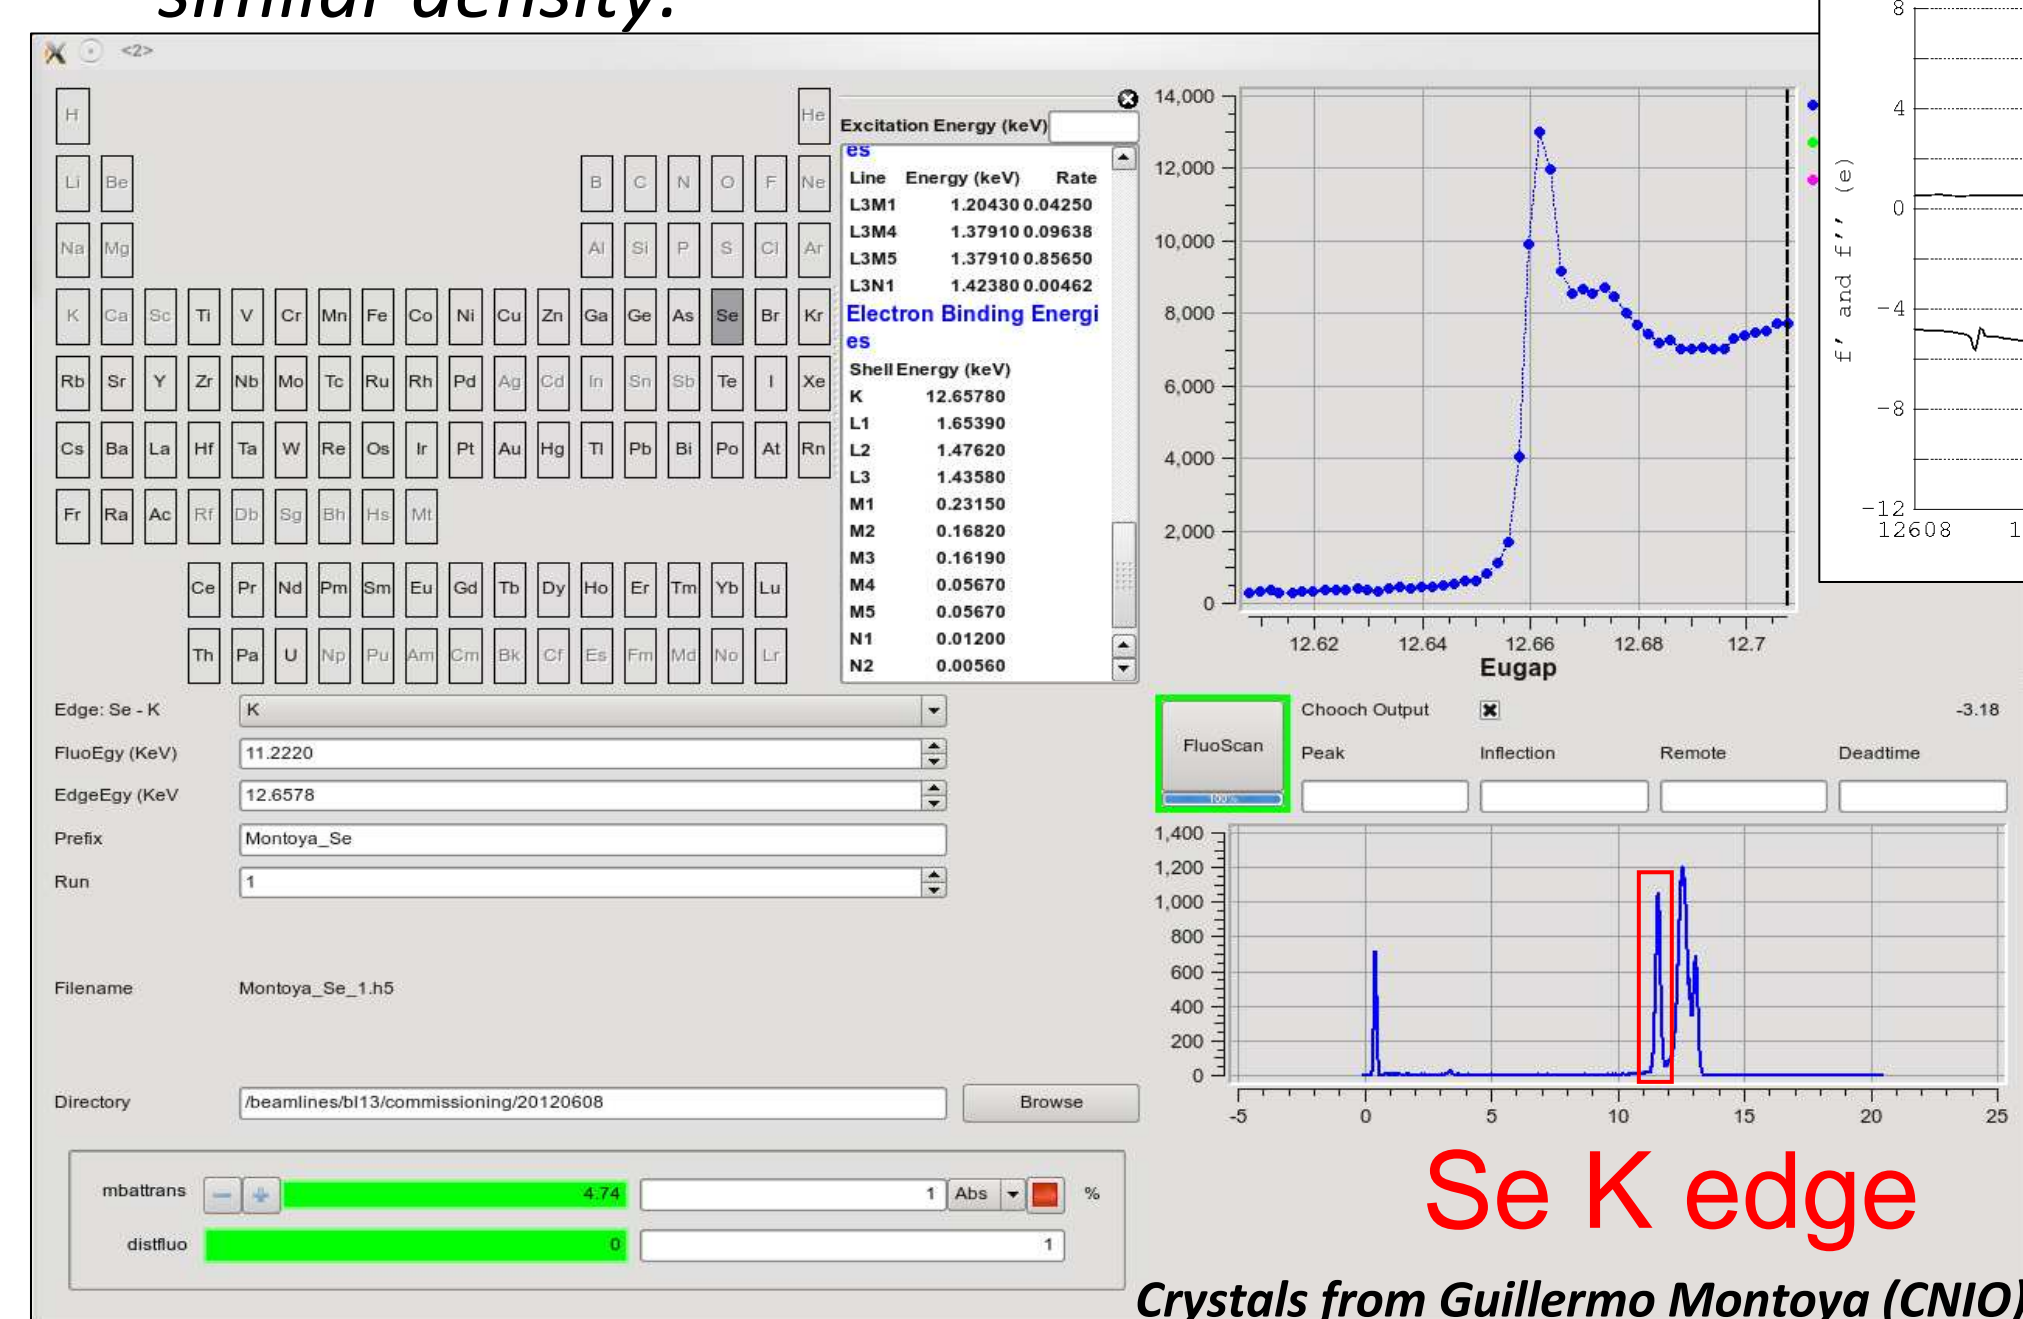 similar density.
<2>
H He
Li Be B C N O F Ne
Na Mg Al Si P S Cl Ar
K Ca Sc Ti V Cr Mn Fe Co Ni Cu Zn Ga Ge As Se Br Kr
Rb Sr Y Zr Nb Mo Tc Ru Rh Pd Ag Cd In Sn Sb Te I Xe
Cs Ba La Hf Ta W Re Os Ir Pt Au Hg Tl Pb Bi Po At Rn
Fr Ra Ac Rf Db Sg Bh Hs Mt
Ce Pr Nd Pm Sm Eu Gd Tb Dy Ho Er Tm Yb Lu
Th Pa U Np Pu Am Cm Bk Cf Es Fm Md No Lr
Excitation Energy (keV)
es
Line Energy (keV) Rate
L3M1 1.20430 0.04250
L3M4 1.37910 0.09638
L3M5 1.37910 0.85650
L3N1 1.42380 0.00462
Electron Binding Energi
es
Shell Energy (keV)
K 12.65780
L1 1.65390
L2 1.47620
L3 1.43580
M1 0.23150
M2 0.16820
M3 0.16190
M4 0.05670
M5 0.05670
N1 0.01200
N2 0.00560
14,000
12,000
10,000
8,000
6,000
4,000
2,000
0
12.62 12.64 12.66 12.68 12.7
Eugap
f' and f'' (e)
8
4
0
-4
-8
-12
12608 1
Edge: Se - K K
FluoEgy (KeV) 11.2220
EdgeEgy (KeV 12.6578
Prefix Montoya_Se
Run 1
Filename Montoya_Se_1.h5
Directory /beamlines/bl13/commissioning/20120608 Browse
mbattrans 4.74 1 Abs %
distfluo 0 1
FluoScan
100%
Chooch Output -3.18
Peak Inflection Remote Deadtime
1,400
1,200
1,000
800
600
400
200
0
-5 0 5 10 15 20 25
Se K edge
Crystals from Guillermo Montoya (CNIO)